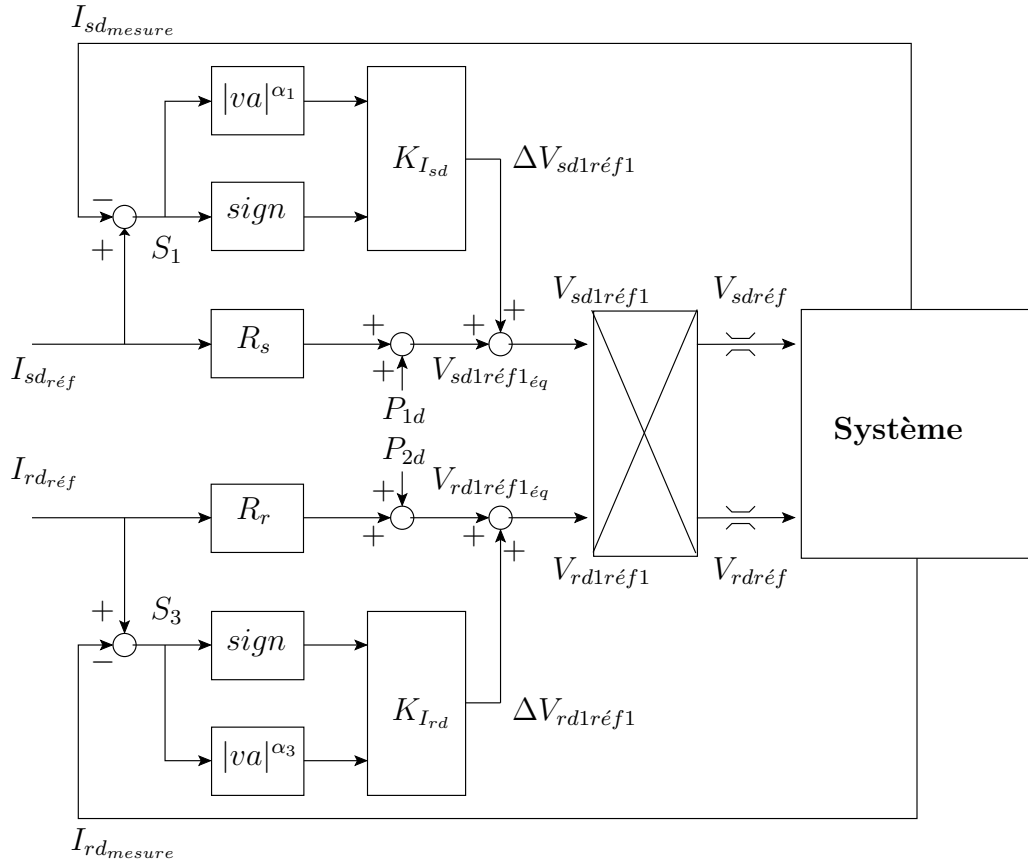 I_{sd_{mesure}}
|va|^{α_1}
K_{I_{sd}}
ΔV_{sd1réf1}
−
sign
+
S_1
V_{sd1réf1}
V_{sdréf}
+
R_s
+
+
+
I_{sd_{réf}}
V_{sd1réf1_{éq}}
P_{1d}
Système
P_{2d}
I_{rd_{réf}}
V_{rd1réf1_{éq}}
+
R_r
+
+
+
V_{rd1réf1}
V_{rdréf}
+
S_3
sign
−
K_{I_{rd}}
ΔV_{rd1réf1}
|va|^{α_3}
I_{rd_{mesure}}